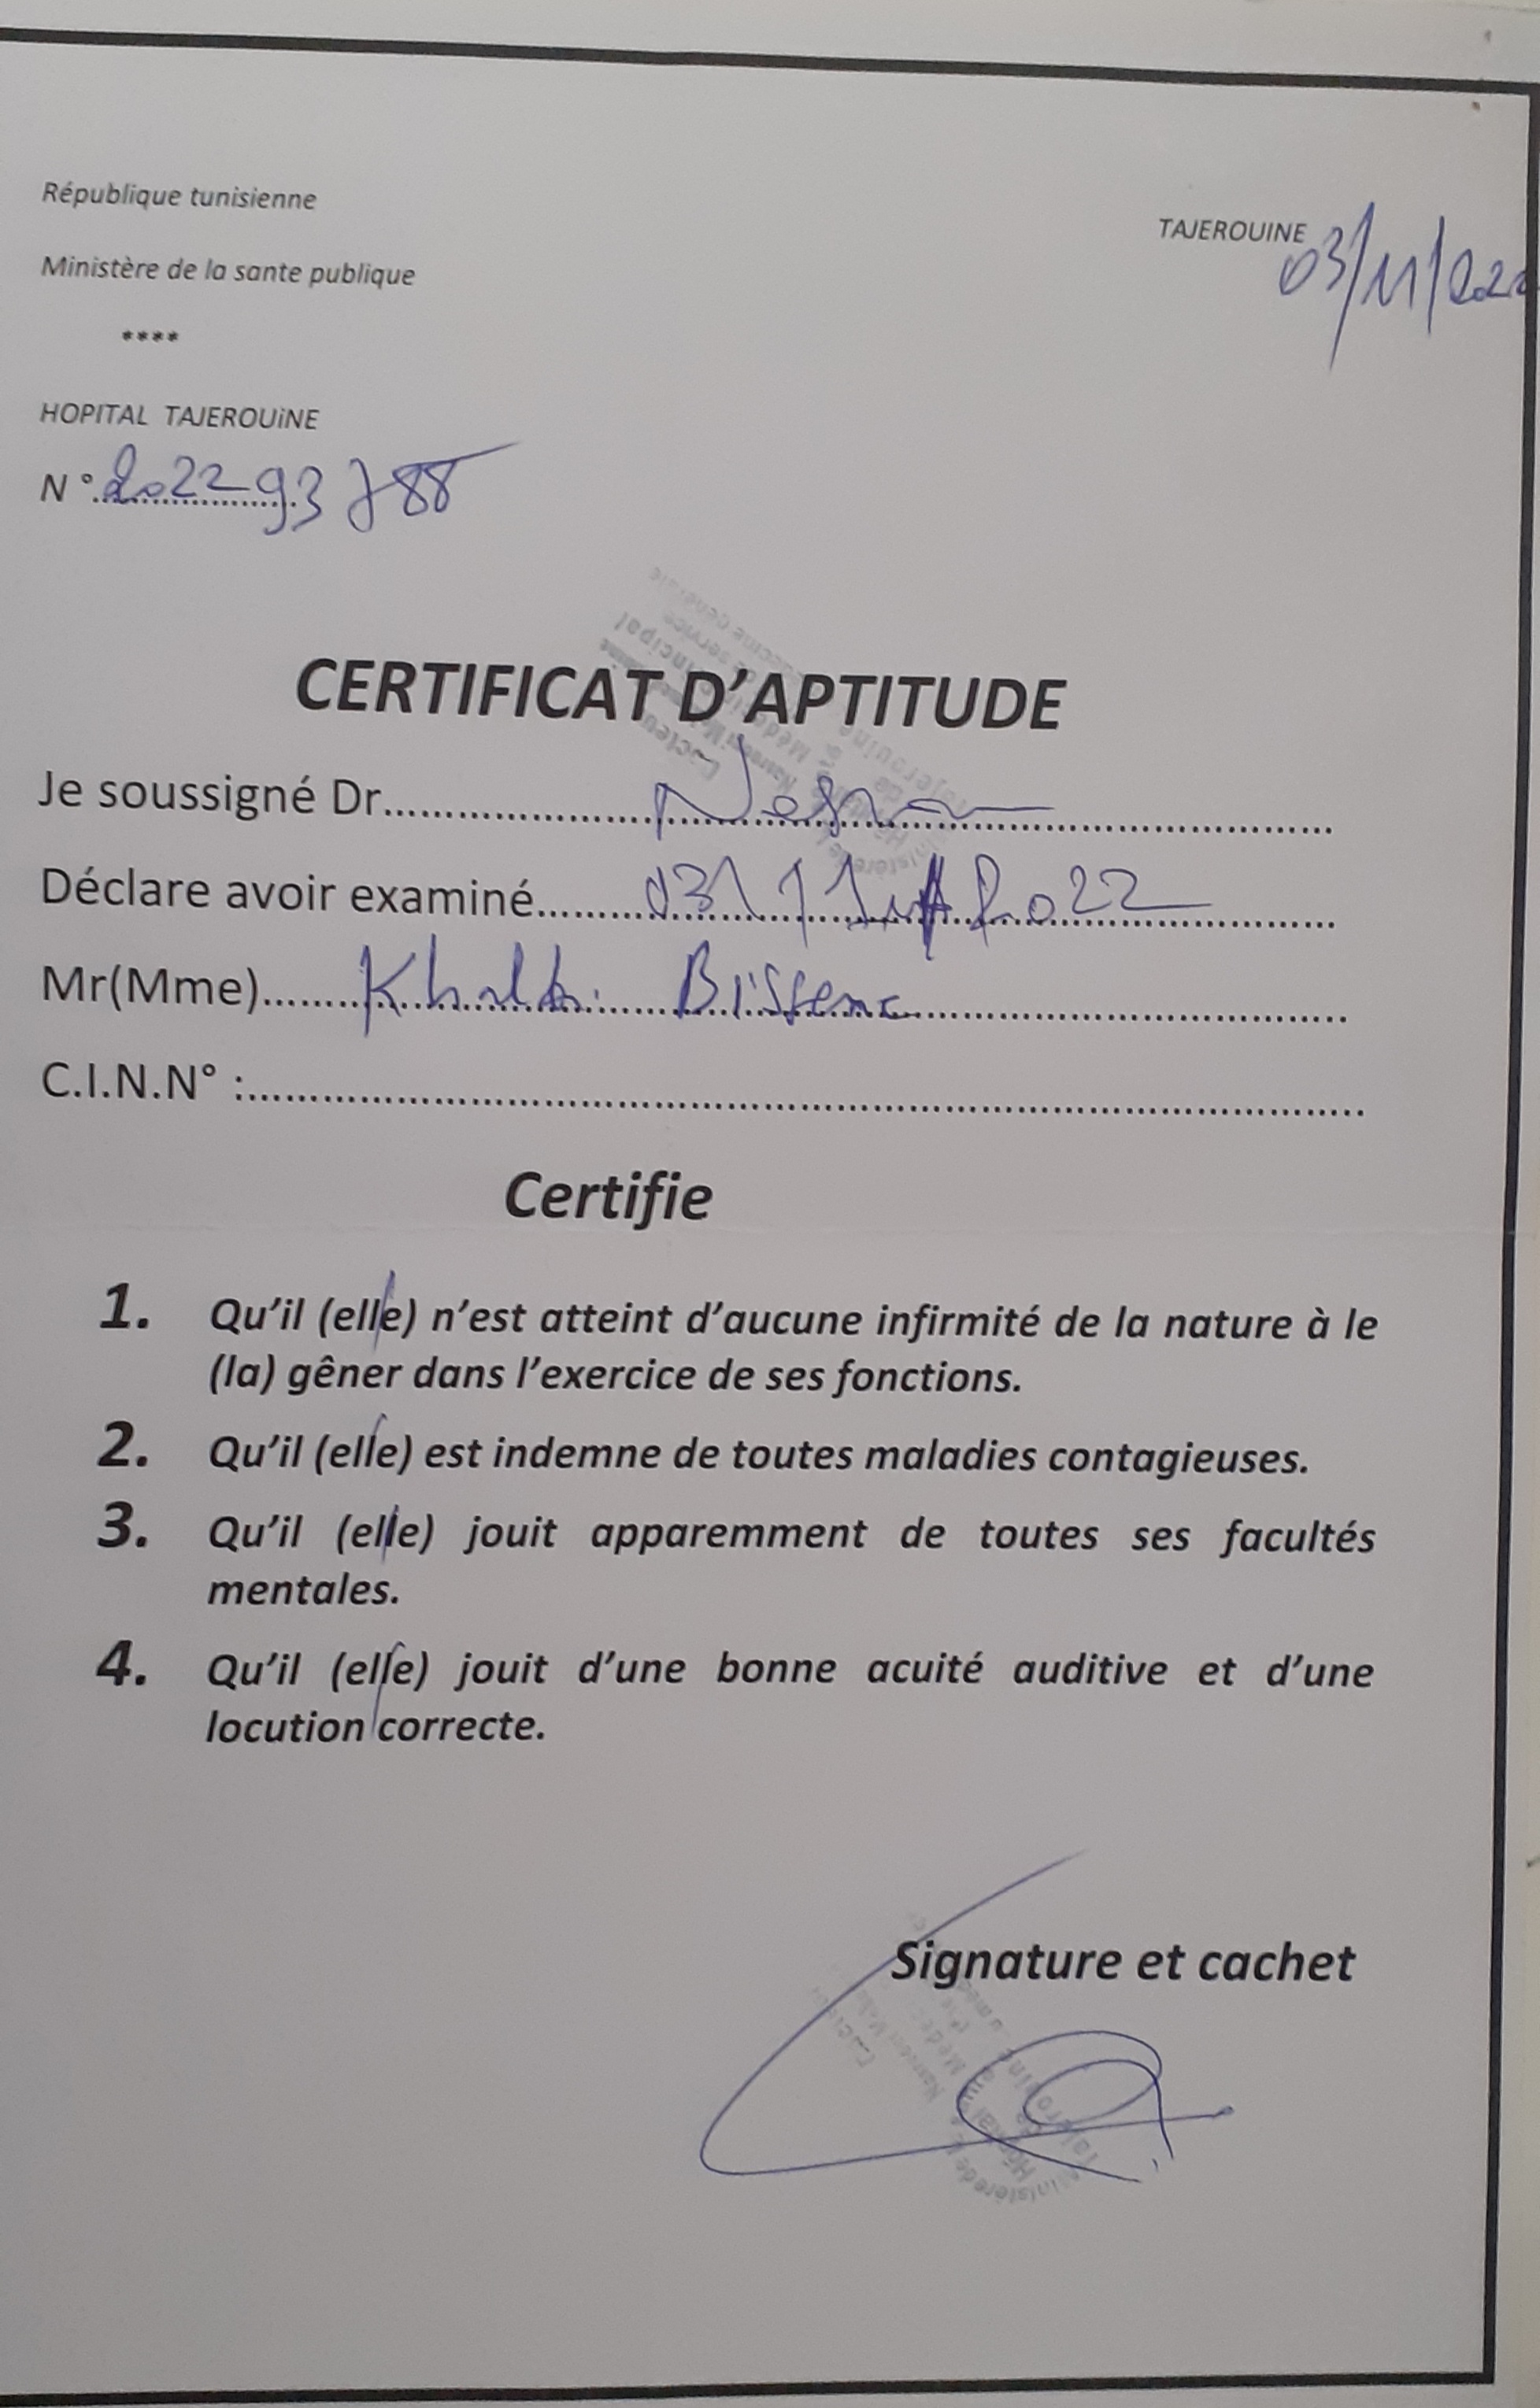 République tunisienne
TAJEROUINE 03/11/2022
Ministère de la sante publique
****
HOPITAL TAJEROUiNE
N° 202293788
CERTIFICAT D'APTITUDE
Je soussigné Dr
Déclare avoir examiné 2022
Mr(Mme)
C.I.N.N° :
Certifie
1. Qu'il (elle) n'est atteint d'aucune infirmité de la nature à le
(la) gêner dans l'exercice de ses fonctions.
2. Qu'il (elle) est indemne de toutes maladies contagieuses.
3. Qu'il (elle) jouit apparemment de toutes ses facultés
mentales.
4. Qu'il (elle) jouit d'une bonne acuité auditive et d'une
locution correcte.
Signature et cachet